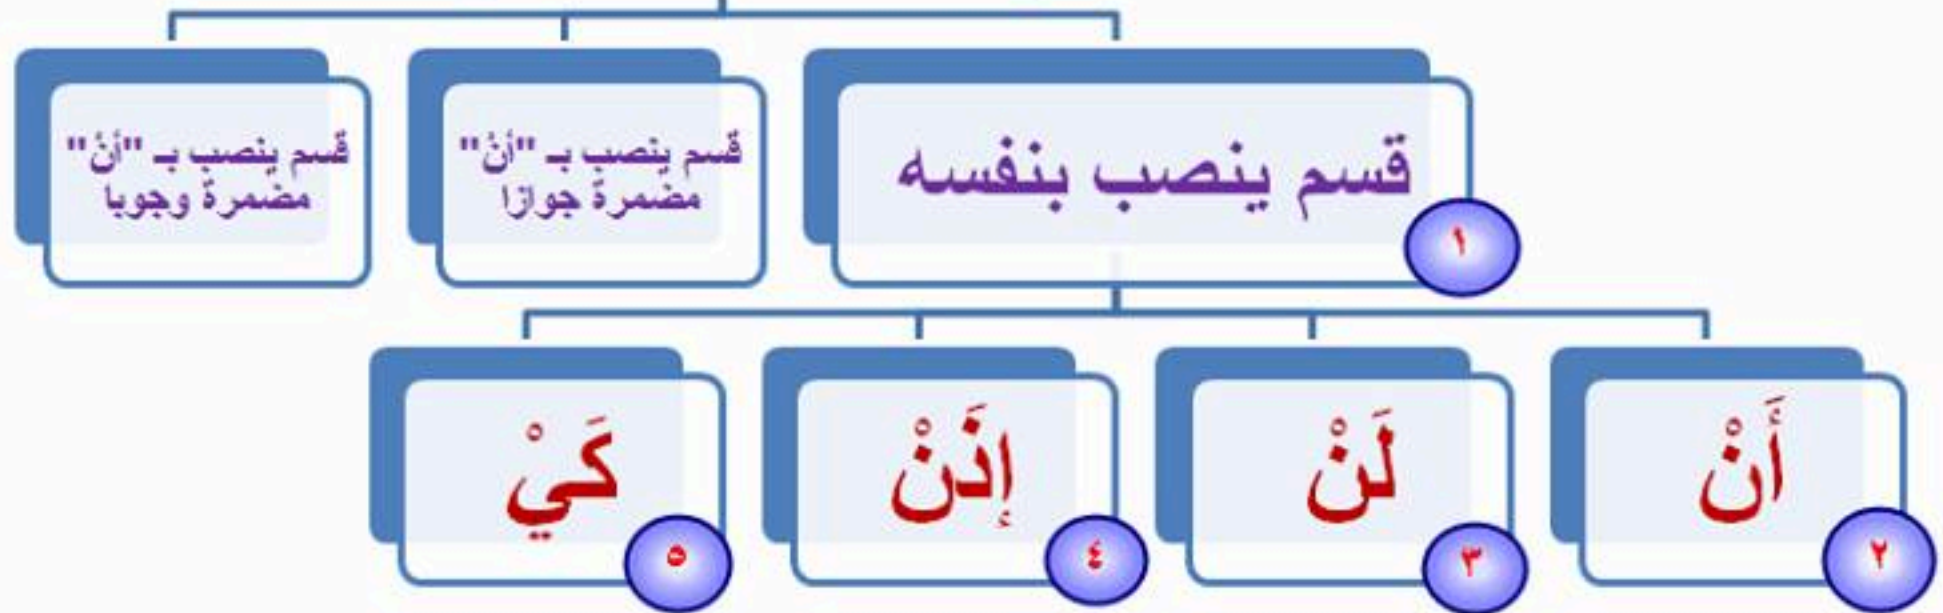 قسم ينصب بنفسه
١
قسم ينصب بـ "أنْ"
مضمرة جوازا
قسم ينصب بـ "أنْ"
مضمرة وجوبا
أَنْ
٢
لَنْ
٣
إِذَنْ
٤
كَيْ
٥